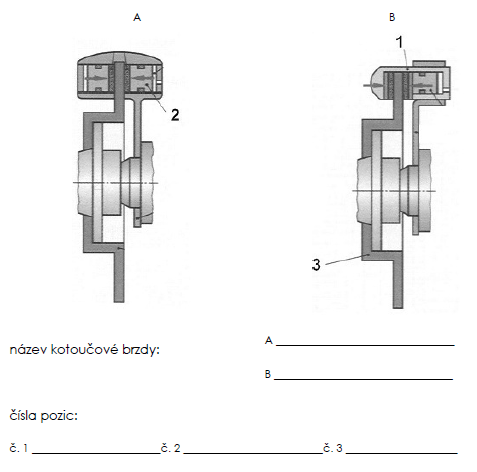 A B
1
2
3
název kotoučové brzdy:
A
B
čísla pozic:
č. 1 č. 2 č. 3